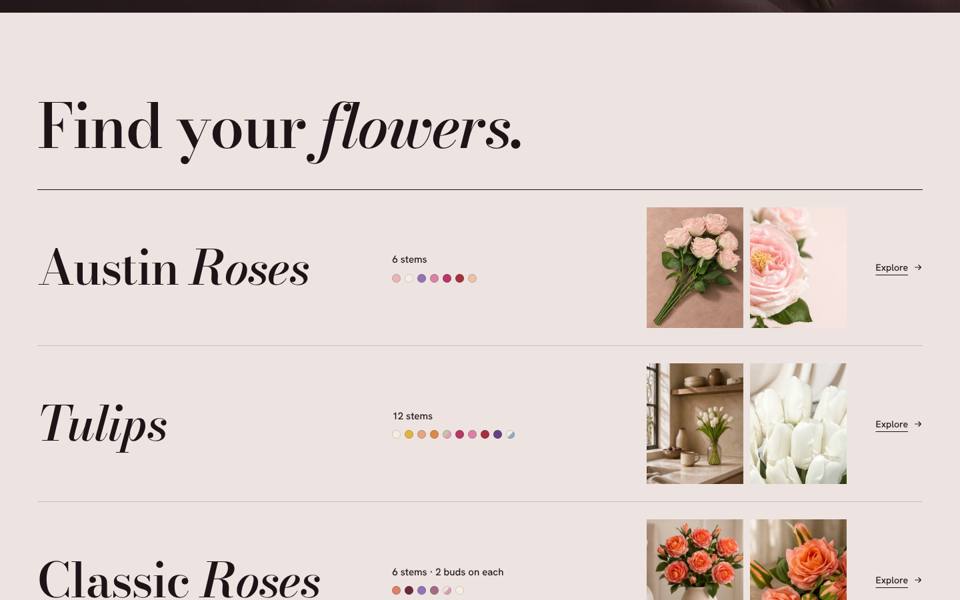 Find your flowers.
Austin Roses
6 stems
Explore →
Tulips
12 stems
Explore →
Classic Roses
6 stems · 2 buds on each
Explore →